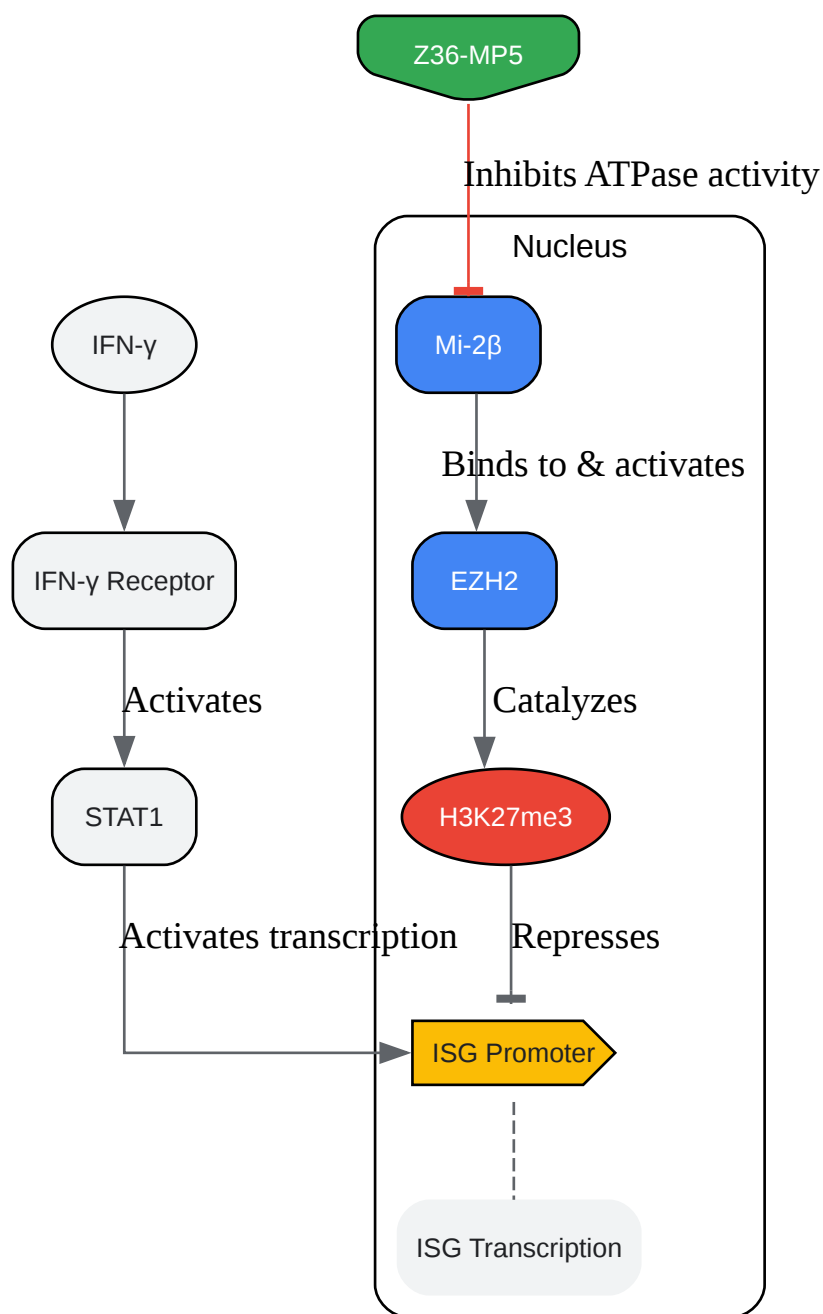 Z36-MP5
Inhibits ATPase activity
Nucleus
IFN-γ
Mi-2β
Binds to & activates
IFN-γ Receptor
EZH2
Activates
Catalyzes
STAT1
H3K27me3
Activates transcription
Represses
ISG Promoter
ISG Transcription